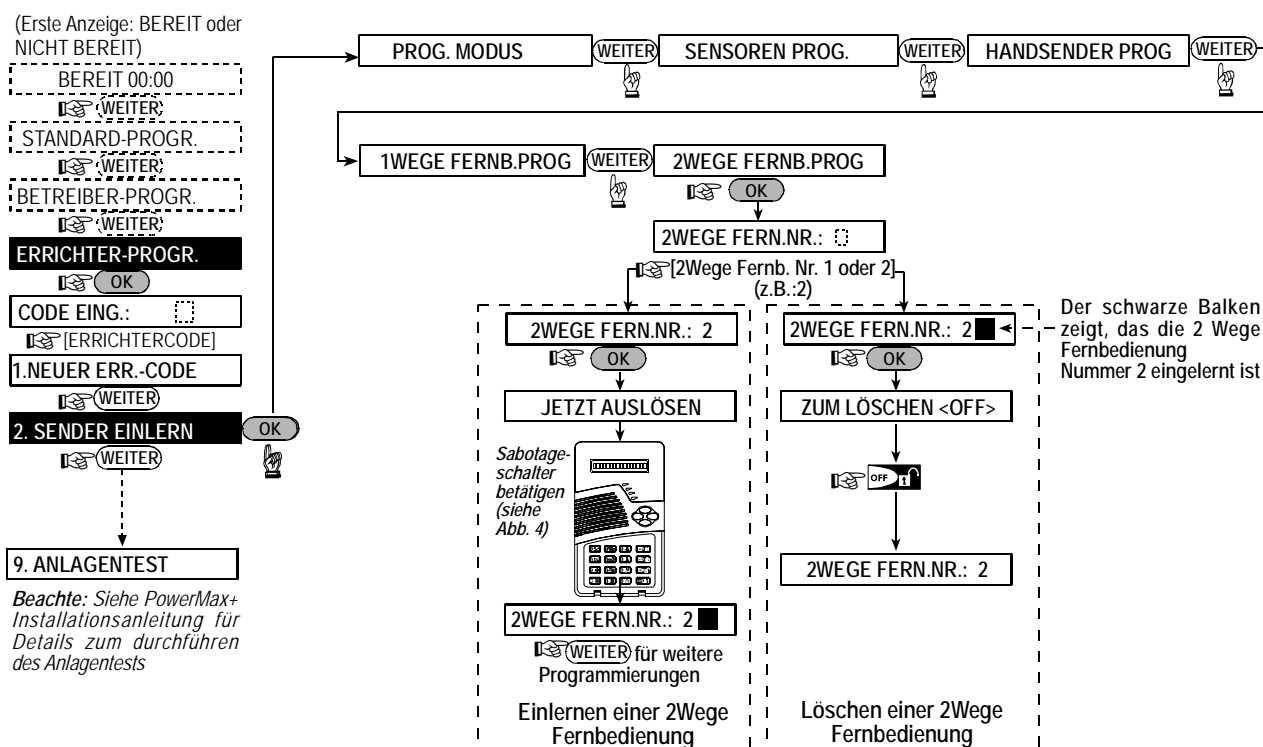 (Erste Anzeige: BEREIT oder
NICHT BEREIT)
BEREIT 00:00
WEITER
STANDARD-PROGR.
WEITER
BETREIBER-PROGR.
WEITER
ERRICHTER-PROGR.
OK
CODE EING.:
[ERRICHTERCODE]
1.NEUER ERR.-CODE
WEITER
2. SENDER EINLERN
OK
WEITER
9. ANLAGENTEST
Beachte: Siehe PowerMax+
Installationsanleitung für
Details zum durchführen
des Anlagentests
PROG. MODUS
WEITER
SENSOREN PROG.
WEITER
HANDSENDER PROG
WEITER
1WEGE FERNB.PROG
WEITER
2WEGE FERNB.PROG
OK
2WEGE FERN.NR.:
[2Wege Fernb. Nr. 1 oder 2]
(z.B.:2)
2WEGE FERN.NR.: 2
OK
JETZT AUSLÖSEN
Sabotage-
schalter
betätigen
(siehe
Abb. 4)
2WEGE FERN.NR.: 2
WEITER für weitere
Programmierungen
Einlernen einer 2Wege
Fernbedienung
2WEGE FERN.NR.: 2
OK
ZUM LÖSCHEN <OFF>
OFF
2WEGE FERN.NR.: 2
Löschen einer 2Wege
Fernbedienung
Der schwarze Balken
zeigt, das die 2 Wege
Fernbedienung
Nummer 2 eingelernt ist